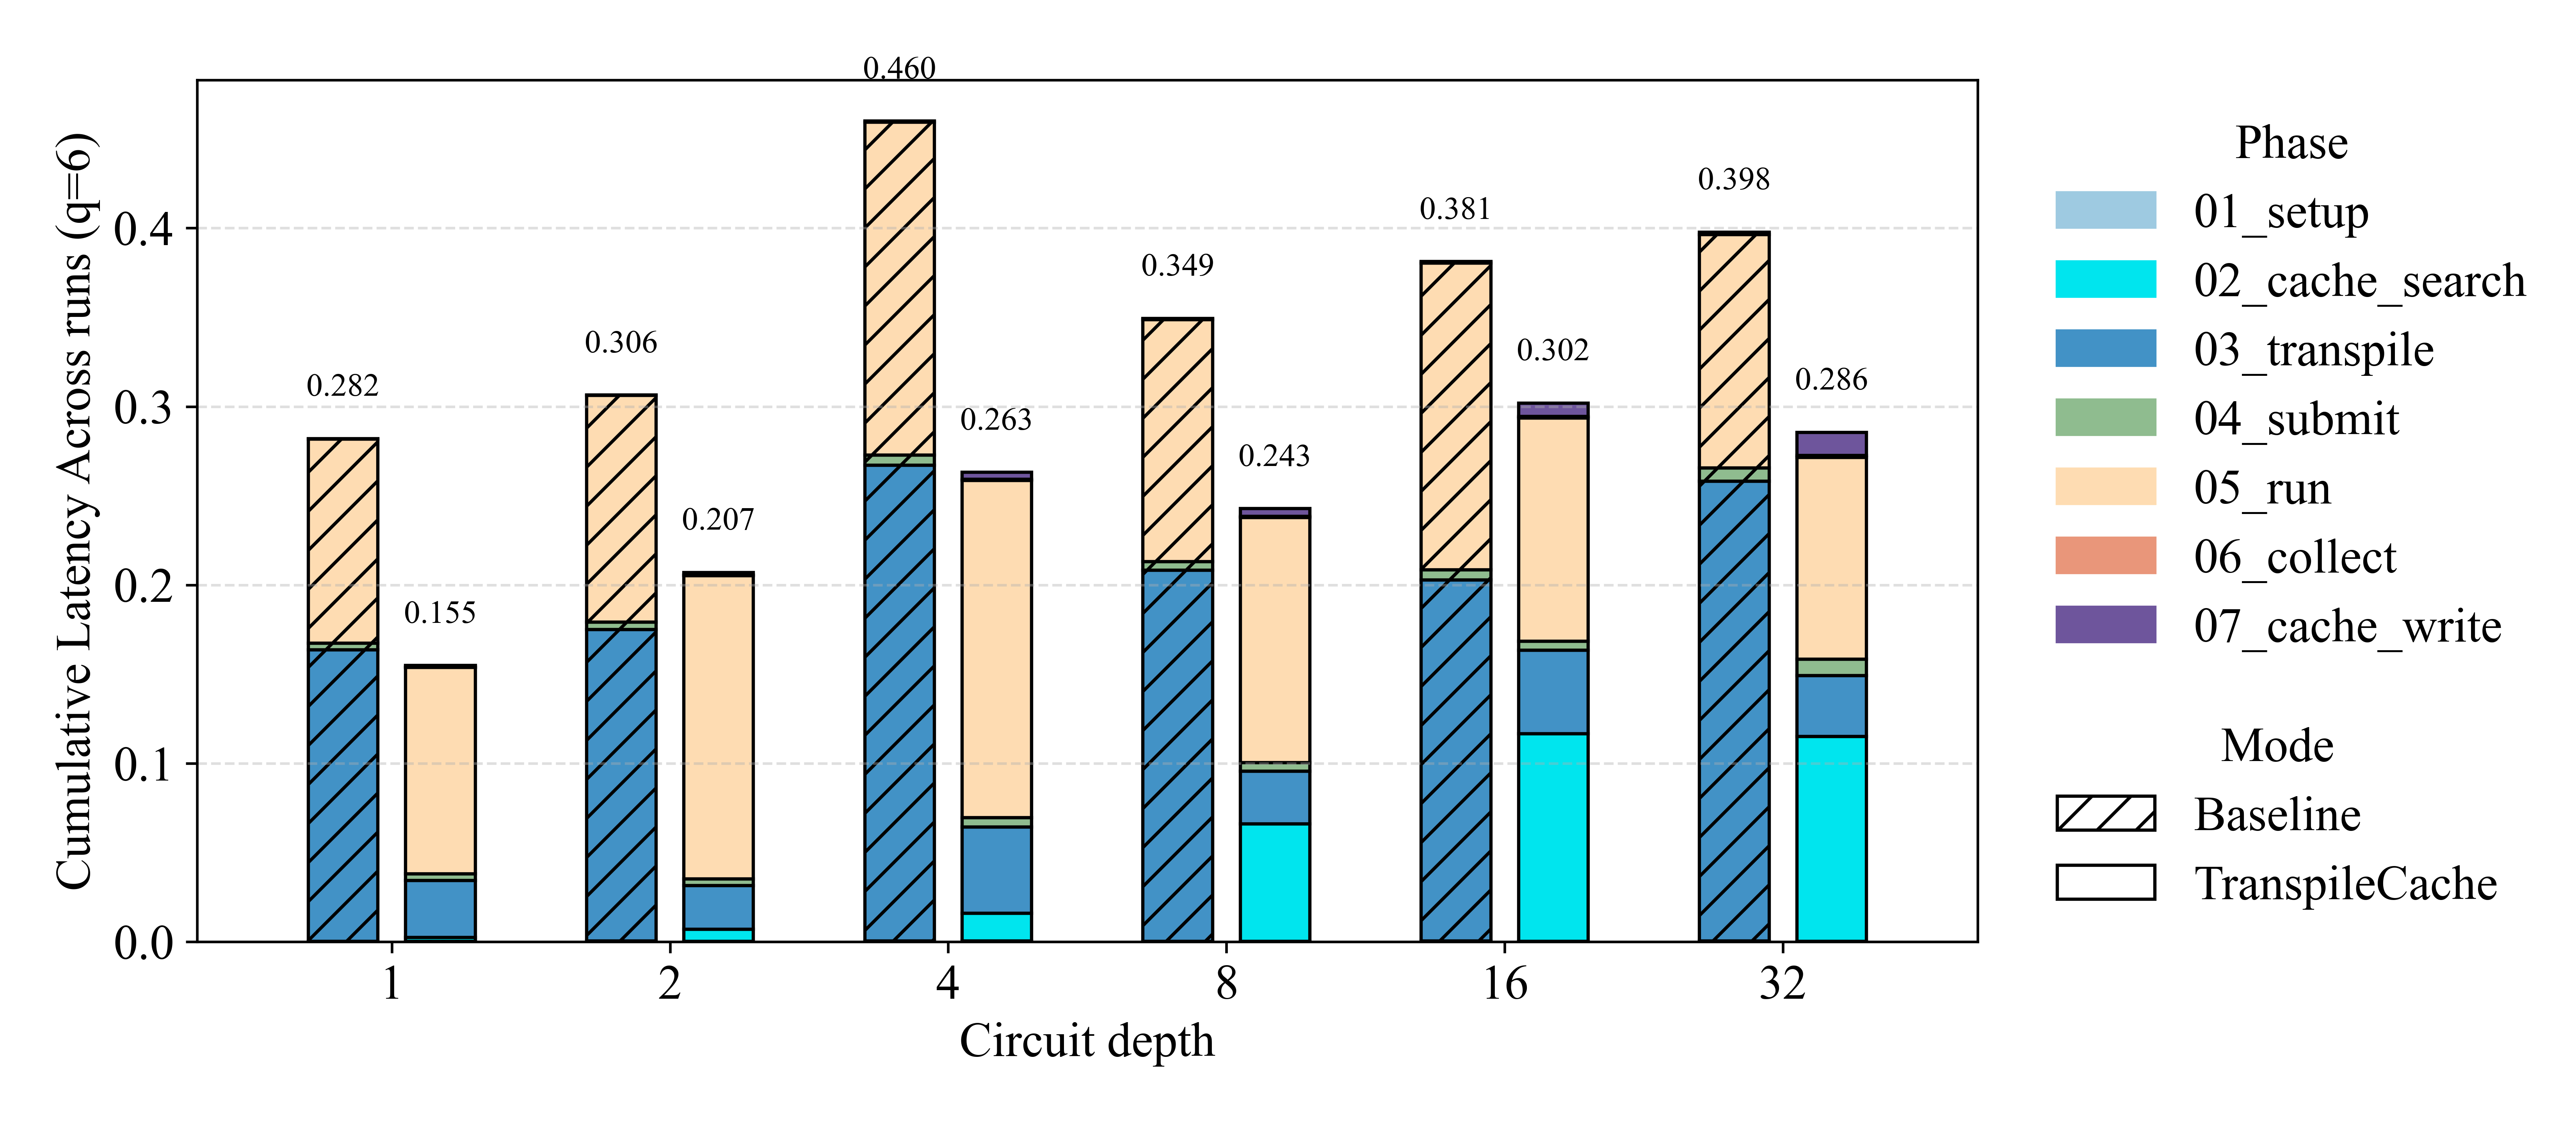 Cumulative Latency Across runs (q=6)
0.4
0.3
0.2
0.1
0.0
0.282
0.155
0.306
0.207
0.460
0.263
0.349
0.243
0.381
0.302
0.398
0.286
1
2
4
8
16
32
Circuit depth
Phase
01_setup
02_cache_search
03_transpile
04_submit
05_run
06_collect
07_cache_write
Mode
Baseline
TranspileCache